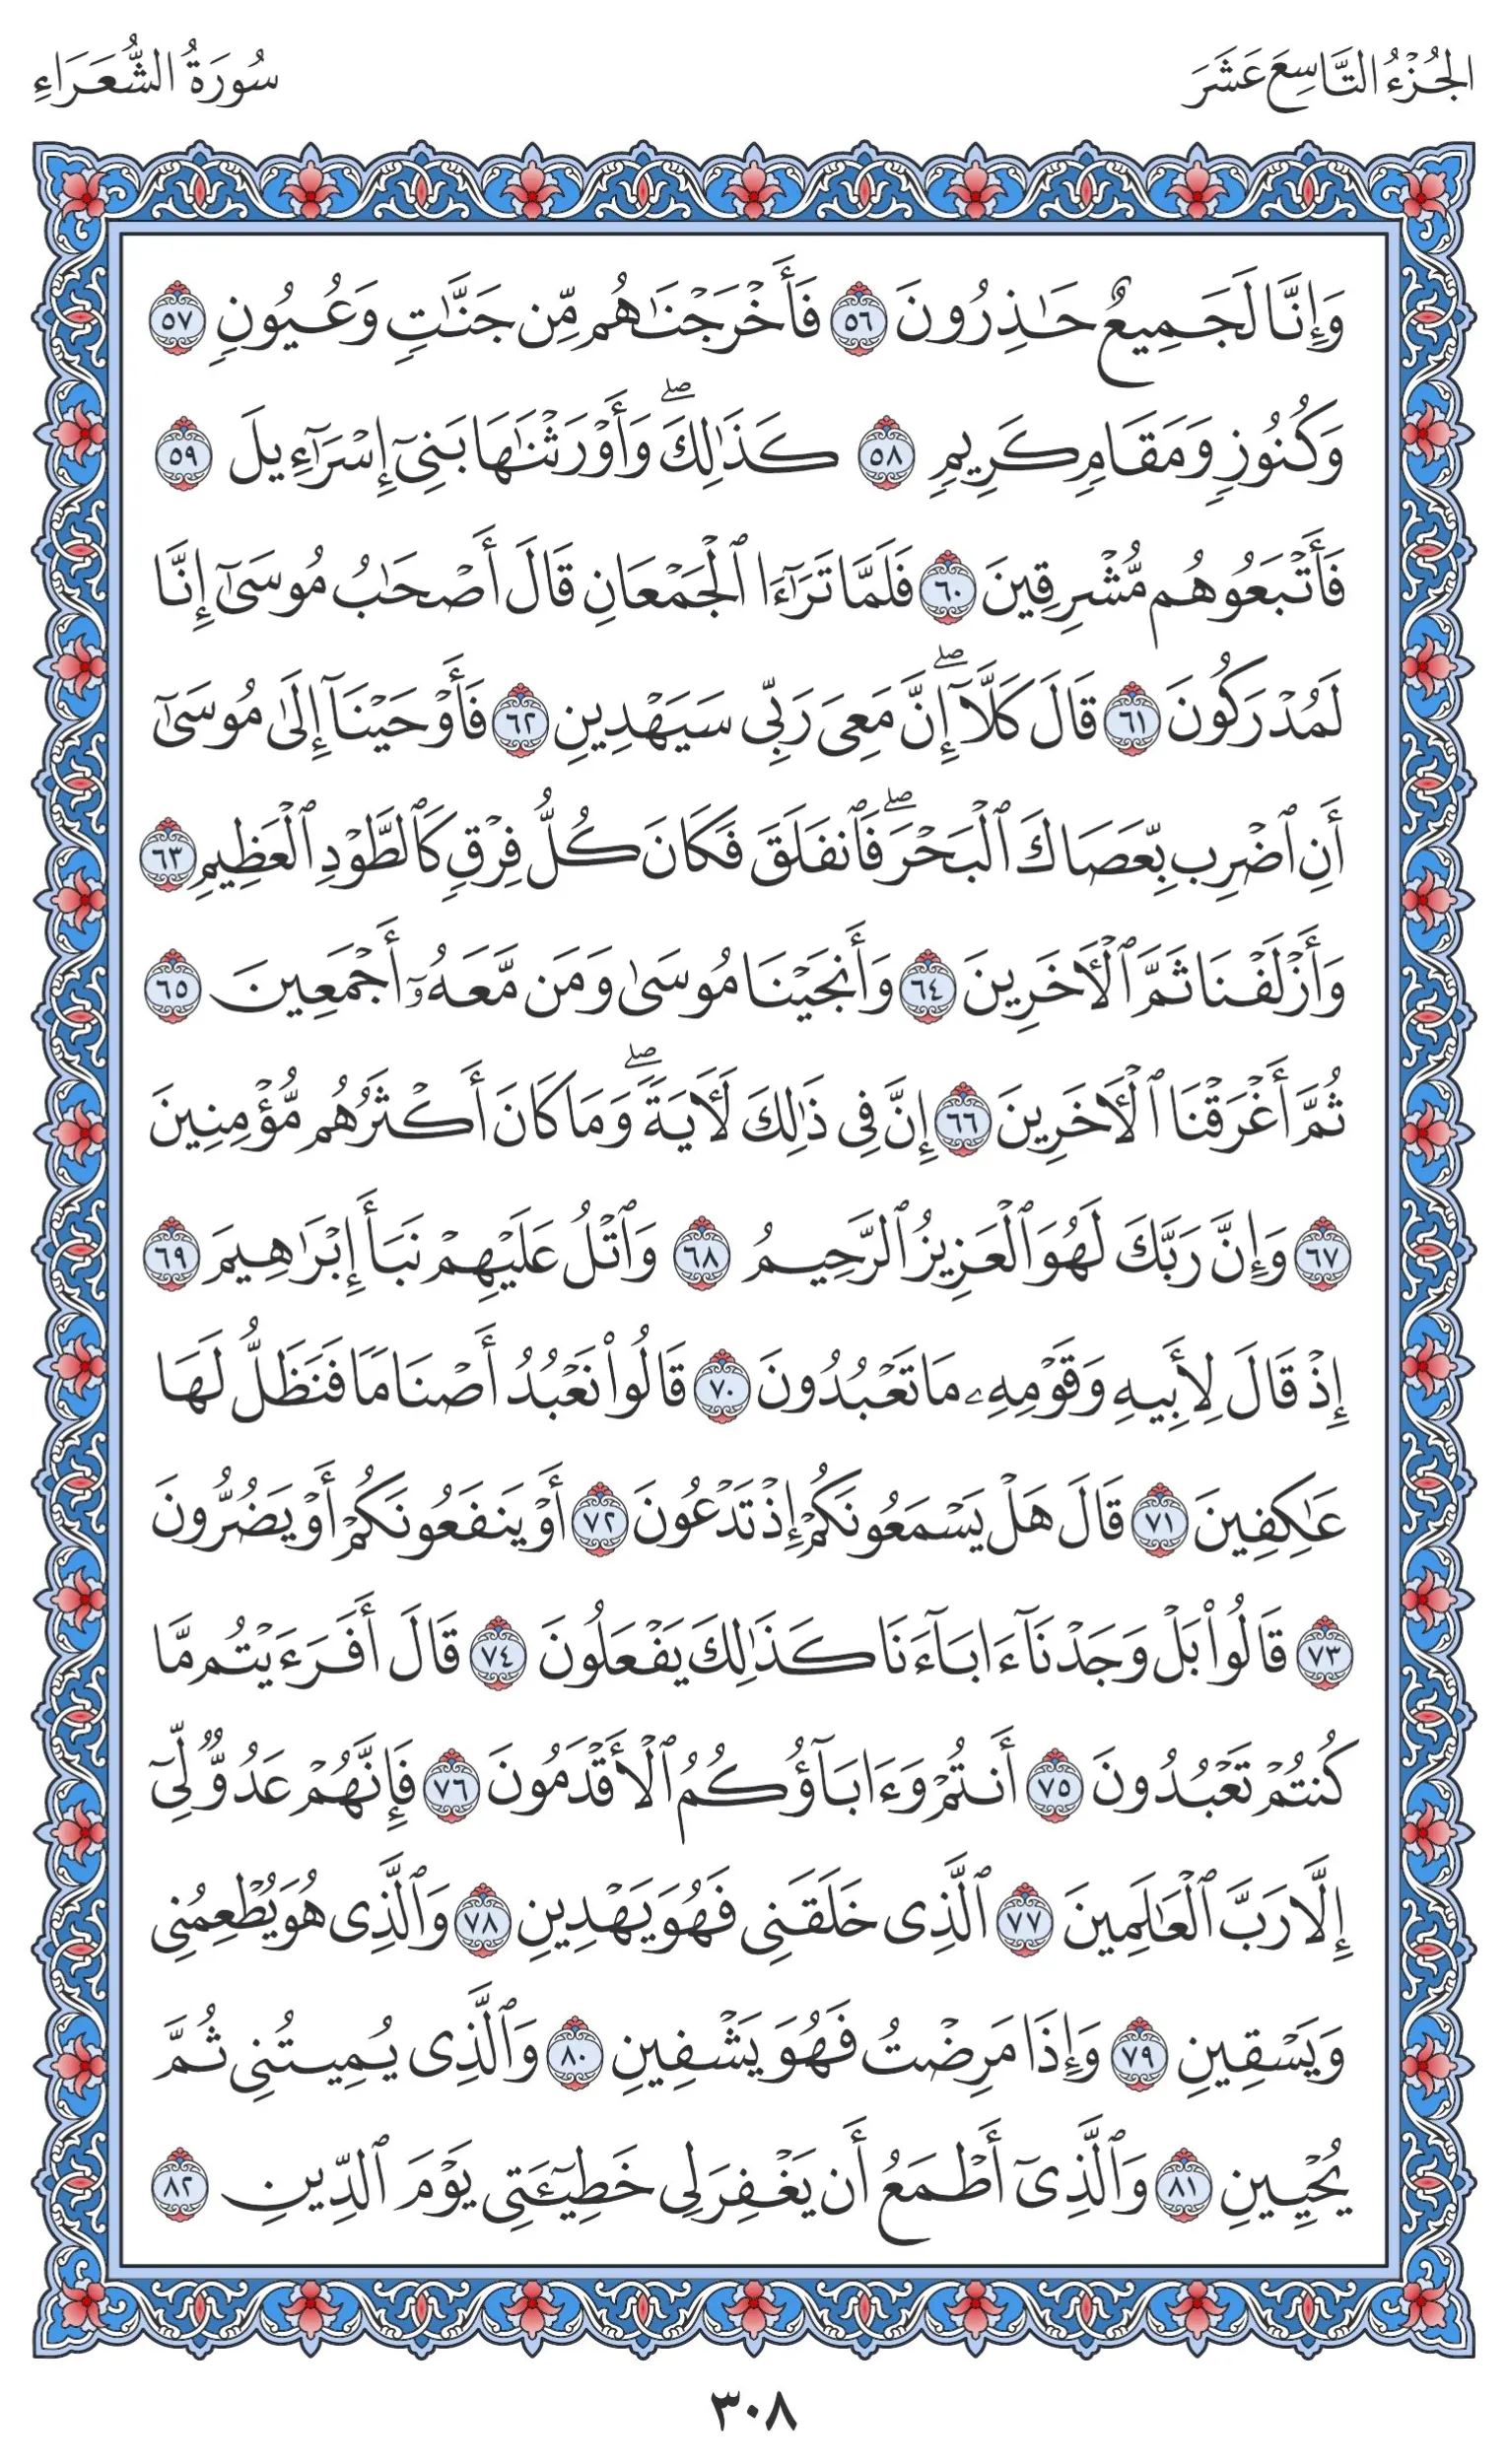 الجُزْءُ التَّاسِعَ عَشَرَ
سُورَةُ الشُّعَرَاءِ
وَإِنَّا لَجَمِيعٌ حَـٰذِرُونَ ٥٦ فَأَخْرَجْنَـٰهُم مِّن جَنَّـٰتٍ وَعُيُونٍ ٥٧
وَكُنُوزٍ وَمَقَامٍ كَرِيمٍ ٥٨ كَذَٰلِكَ ۖ وَأَوْرَثْنَـٰهَا بَنِىٓ إِسْرَٰٓءِيلَ ٥٩
فَأَتْبَعُوهُم مُّشْرِقِينَ ٦٠ فَلَمَّا تَرَٰٓءَا ٱلْجَمْعَانِ قَالَ أَصْحَـٰبُ مُوسَىٰٓ إِنَّا
لَمُدْرَكُونَ ٦١ قَالَ كَلَّآ ۖ إِنَّ مَعِىَ رَبِّى سَيَهْدِينِ ٦٢ فَأَوْحَيْنَآ إِلَىٰ مُوسَىٰٓ
أَنِ ٱضْرِب بِّعَصَاكَ ٱلْبَحْرَ ۖ فَٱنفَلَقَ فَكَانَ كُلُّ فِرْقٍ كَٱلطَّوْدِ ٱلْعَظِيمِ ٦٣
وَأَزْلَفْنَا ثَمَّ ٱلْـَٔاخَرِينَ ٦٤ وَأَنجَيْنَا مُوسَىٰ وَمَن مَّعَهُۥٓ أَجْمَعِينَ ٦٥
ثُمَّ أَغْرَقْنَا ٱلْـَٔاخَرِينَ ٦٦ إِنَّ فِى ذَٰلِكَ لَـَٔايَةً ۖ وَمَا كَانَ أَكْثَرُهُم مُّؤْمِنِينَ
٦٧ وَإِنَّ رَبَّكَ لَهُوَ ٱلْعَزِيزُ ٱلرَّحِيمُ ٦٨ وَٱتْلُ عَلَيْهِمْ نَبَأَ إِبْرَٰهِيمَ ٦٩
إِذْ قَالَ لِأَبِيهِ وَقَوْمِهِۦ مَا تَعْبُدُونَ ٧٠ قَالُوا۟ نَعْبُدُ أَصْنَامًا فَنَظَلُّ لَهَا
عَـٰكِفِينَ ٧١ قَالَ هَلْ يَسْمَعُونَكُمْ إِذْ تَدْعُونَ ٧٢ أَوْ يَنفَعُونَكُمْ أَوْ يَضُرُّونَ
٧٣ قَالُوا۟ بَلْ وَجَدْنَآ ءَابَآءَنَا كَذَٰلِكَ يَفْعَلُونَ ٧٤ قَالَ أَفَرَءَيْتُم مَّا
كُنتُمْ تَعْبُدُونَ ٧٥ أَنتُمْ وَءَابَآؤُكُمُ ٱلْأَقْدَمُونَ ٧٦ فَإِنَّهُمْ عَدُوٌّ لِّىٓ
إِلَّا رَبَّ ٱلْعَـٰلَمِينَ ٧٧ ٱلَّذِى خَلَقَنِى فَهُوَ يَهْدِينِ ٧٨ وَٱلَّذِى هُوَ يُطْعِمُنِى
وَيَسْقِينِ ٧٩ وَإِذَا مَرِضْتُ فَهُوَ يَشْفِينِ ٨٠ وَٱلَّذِى يُمِيتُنِى ثُمَّ
يُحْيِينِ ٨١ وَٱلَّذِىٓ أَطْمَعُ أَن يَغْفِرَ لِى خَطِيٓـَٔتِى يَوْمَ ٱلدِّينِ ٨٢
٣٠٨